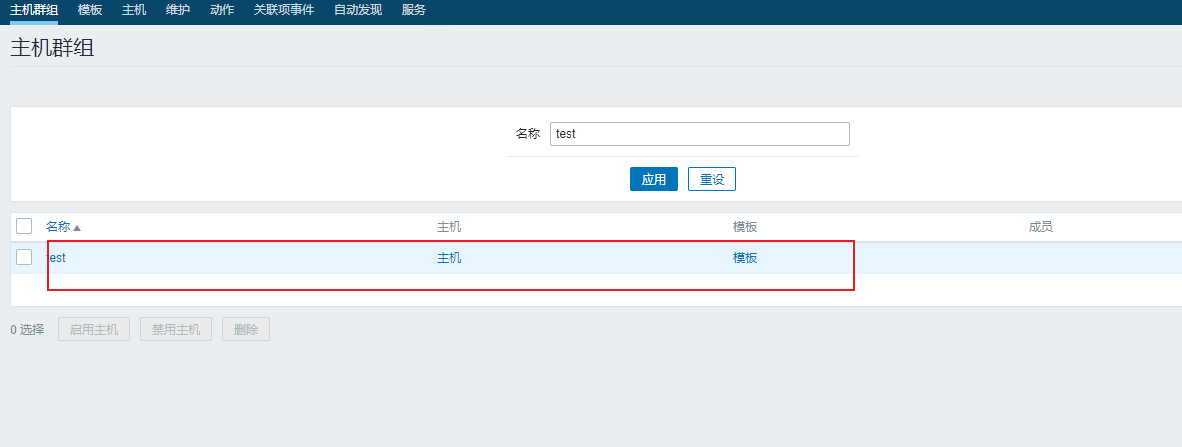 主机群组 模板 主机 维护 动作 关联项事件 自动发现 服务
主机群组
名称 test
应用 重设
名称 主机 模板 成员
test 主机 模板
0 选择 启用主机 禁用主机 删除